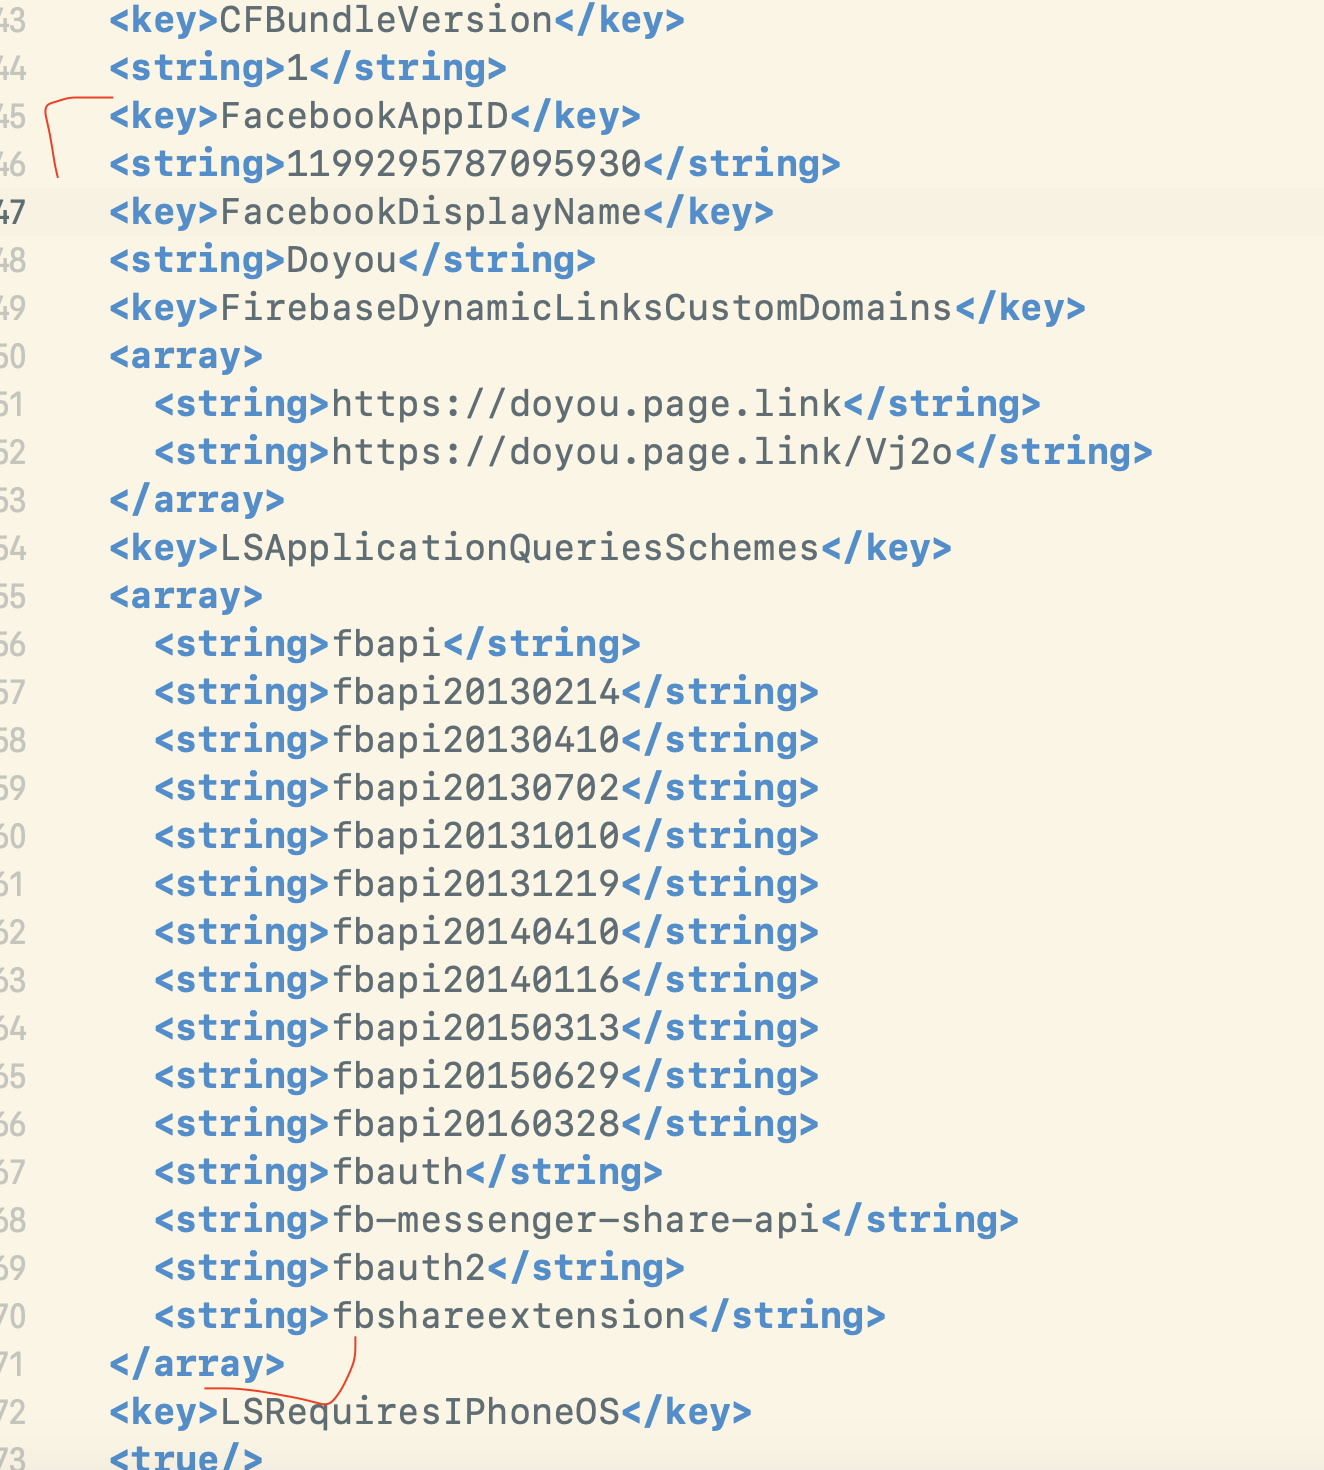 43 <key>CFBundleVersion</key>
44 <string>1</string>
45 <key>FacebookAppID</key>
46 <string>1199295787095930</string>
47 <key>FacebookDisplayName</key>
48 <string>Doyou</string>
49 <key>FirebaseDynamicLinksCustomDomains</key>
50 <array>
51 <string>https://doyou.page.link</string>
52 <string>https://doyou.page.link/Vj2o</string>
53 </array>
54 <key>LSApplicationQueriesSchemes</key>
55 <array>
56 <string>fbapi</string>
57 <string>fbapi20130214</string>
58 <string>fbapi20130410</string>
59 <string>fbapi20130702</string>
60 <string>fbapi20131010</string>
61 <string>fbapi20131219</string>
62 <string>fbapi20140410</string>
63 <string>fbapi20140116</string>
64 <string>fbapi20150313</string>
65 <string>fbapi20150629</string>
66 <string>fbapi20160328</string>
67 <string>fbauth</string>
68 <string>fb-messenger-share-api</string>
69 <string>fbauth2</string>
70 <string>fbshareextension</string>
71 </array>
72 <key>LSRequiresIPhoneOS</key>
73 <true/>